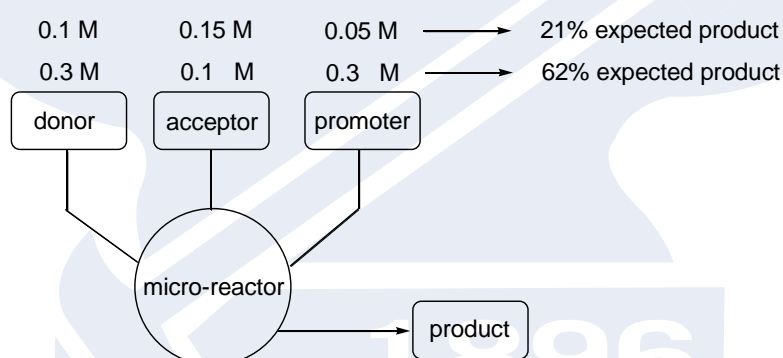 0.1 M 0.15 M 0.05 M 21% expected product
0.3 M 0.1 M 0.3 M 62% expected product
donor acceptor promoter
micro-reactor
product
1896